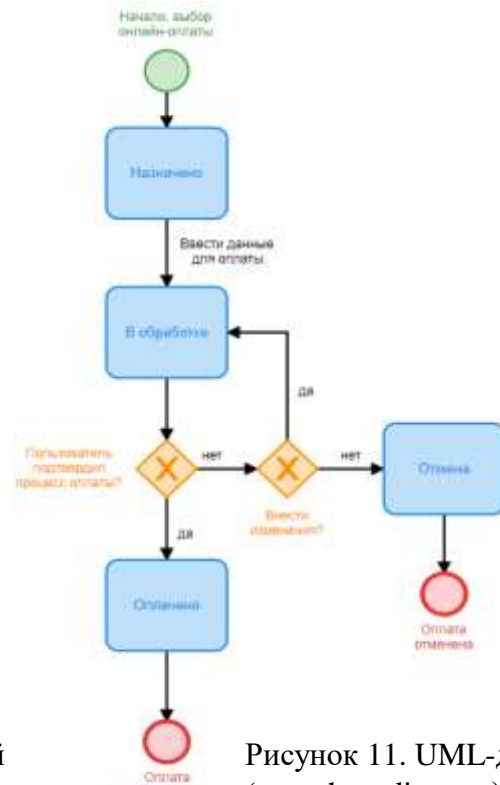 Начало, выбор
онлайн-оплаты
Назначено
Ввести данные
для оплаты
В обработке
да
Пользователь
подтвердил
процесс оплаты?
нет
нет
Отмена
Внести
изменения?
да
Оплачено
Оплата
отменена
й
Рисунок 11. UML-д
Оплата